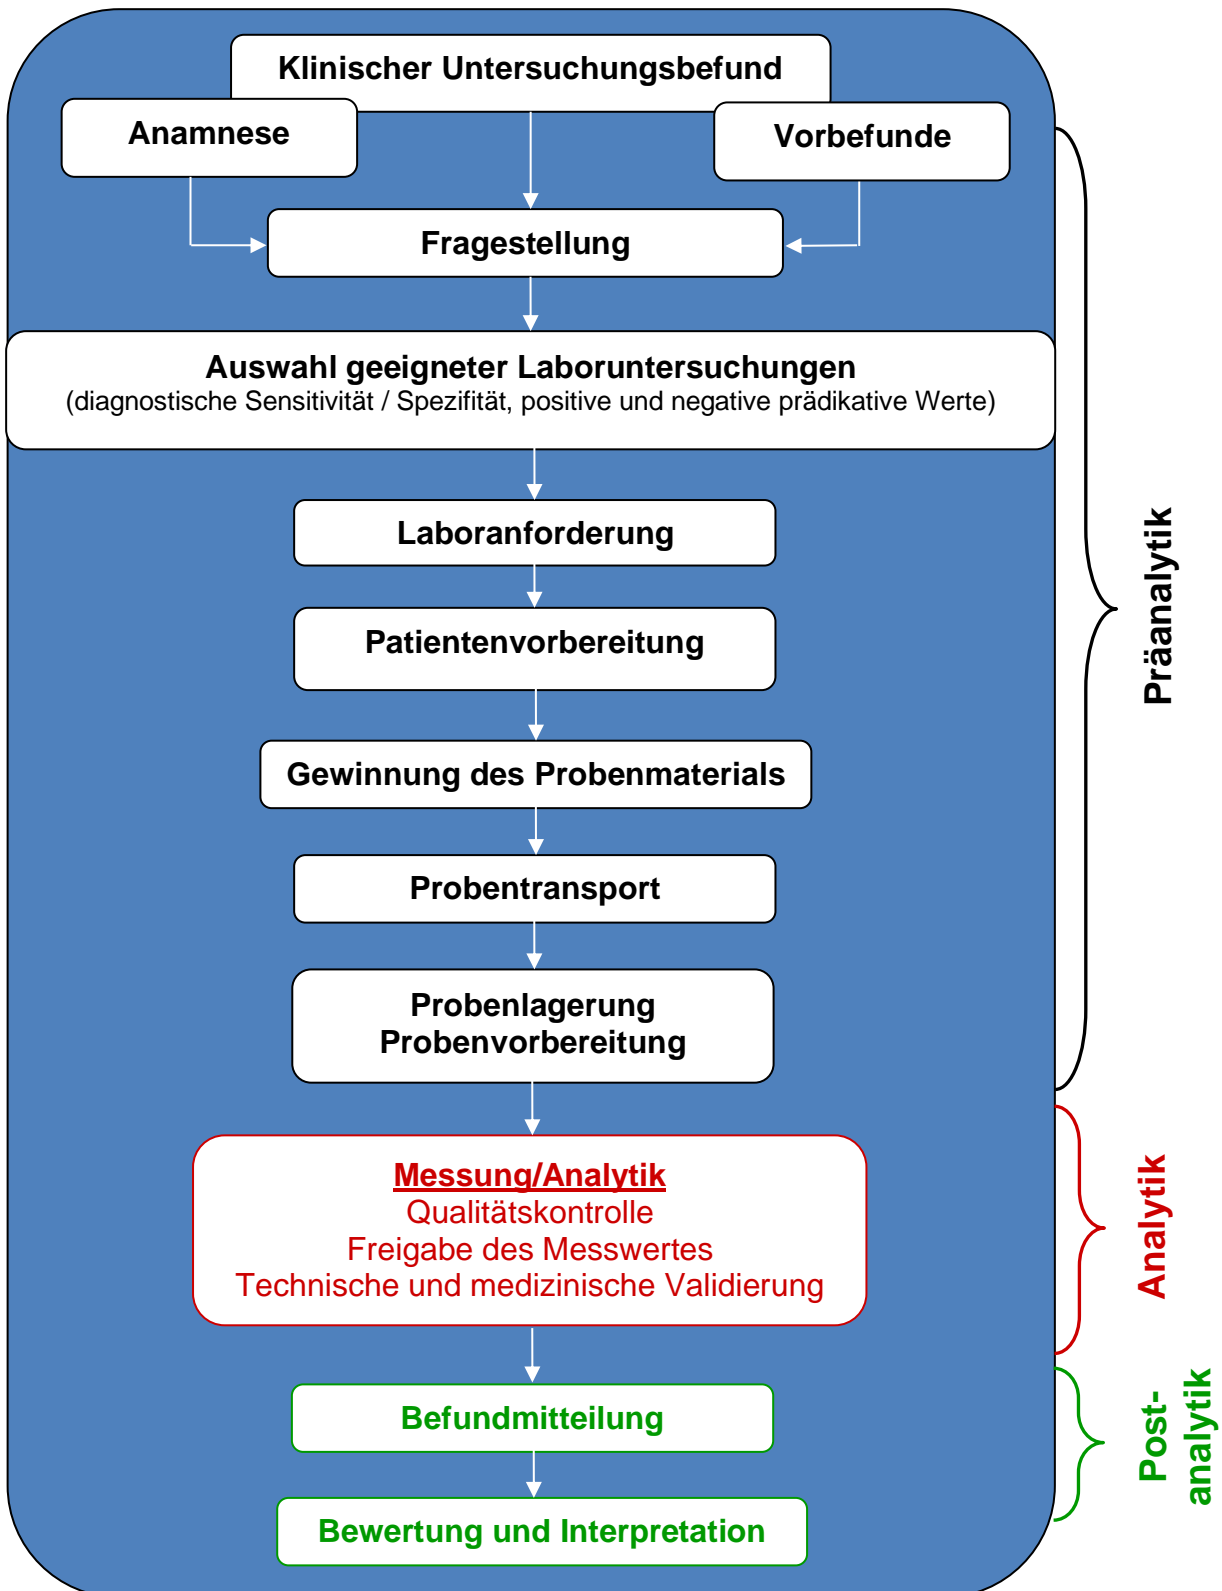 Klinischer Untersuchungsbefund
Anamnese
Vorbefunde
Fragestellung
Auswahl geeigneter Laboruntersuchungen
(diagnostische Sensitivität / Spezifität, positive und negative prädikative Werte)
Laboranforderung
Patientenvorbereitung
Gewinnung des Probenmaterials
Probentransport
Probenlagerung
Probenvorbereitung
Präanalytik
Messung/Analytik
Qualitätskontrolle
Freigabe des Messwertes
Technische und medizinische Validierung
Analytik
Befundmitteilung
Bewertung und Interpretation
Post-
analytik